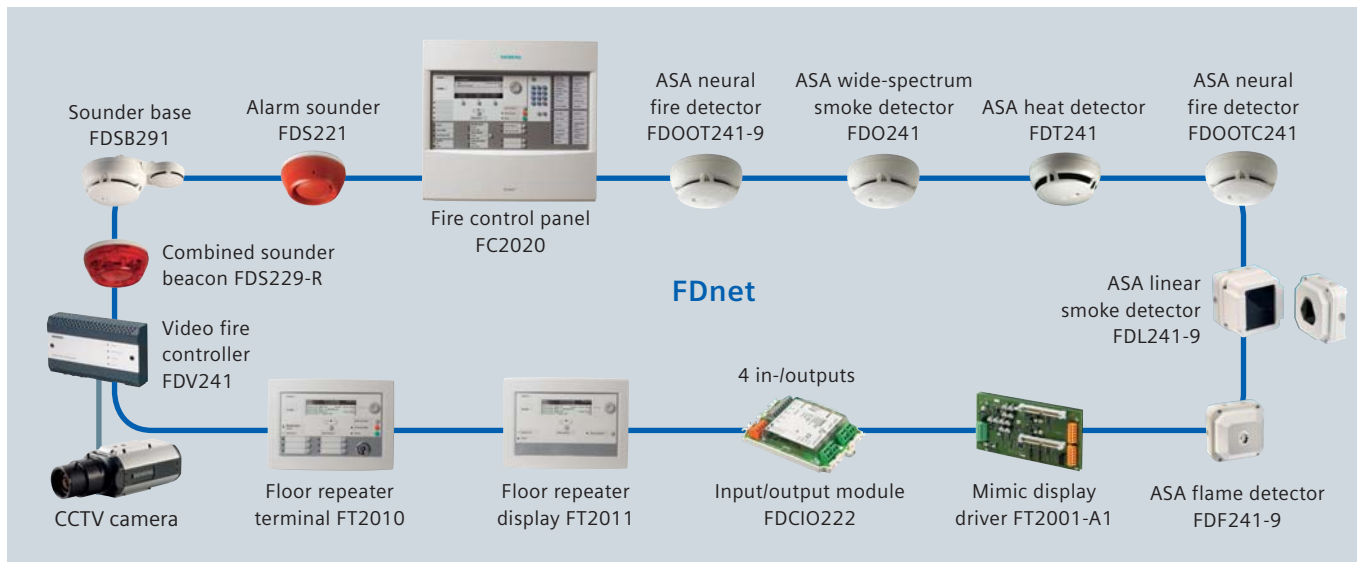 Sounder base
FDSB291
Alarm sounder
FDS221
SIEMENS
Fire control panel
FC2020
ASA neural
fire detector
FDOOT241-9
ASA wide-spectrum
smoke detector
FDO241
ASA heat detector
FDT241
ASA neural
fire detector
FDOOTC241
Combined sounder
beacon FDS229-R
FDnet
ASA linear
smoke detector
FDL241-9
Video fire
controller
FDV241
4 in-/outputs
CCTV camera
Floor repeater
terminal FT2010
Floor repeater
display FT2011
Input/output module
FDCIO222
Mimic display
driver FT2001-A1
ASA flame detector
FDF241-9